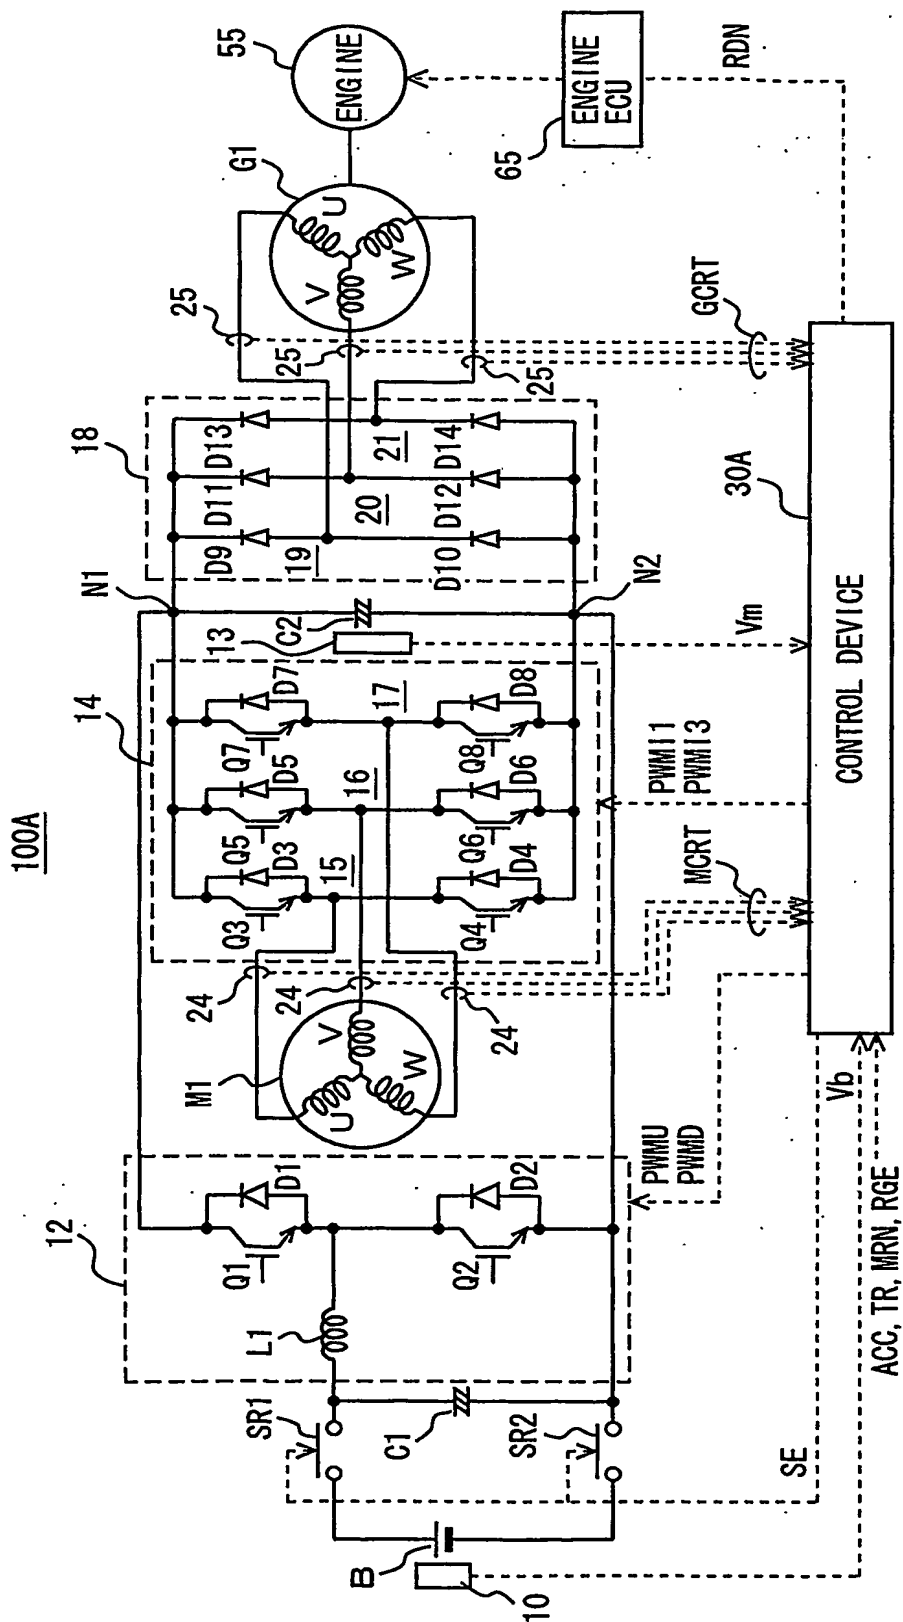 100A
12
14
18
55
ENGINE
65
ENGINE
ECU
G1
U
V
W
25
25
25
RDN
GCRT
D13
D11
D9
21
20
19
D14
D12
D10
N1
N2
C2
13
Vm
D7
Q7
D5
Q5
D3
Q3
17
16
15
D8
Q8
D6
Q6
D4
Q4
24
24
24
M1
U
V
W
PWMI1
PWMI3
MCRT
30A
CONTROL DEVICE
Q1
D1
Q2
D2
L1
PWMU
PWMD
SR1
C1
SR2
B
10
SE
Vb
ACC, TR, MRN, RGE